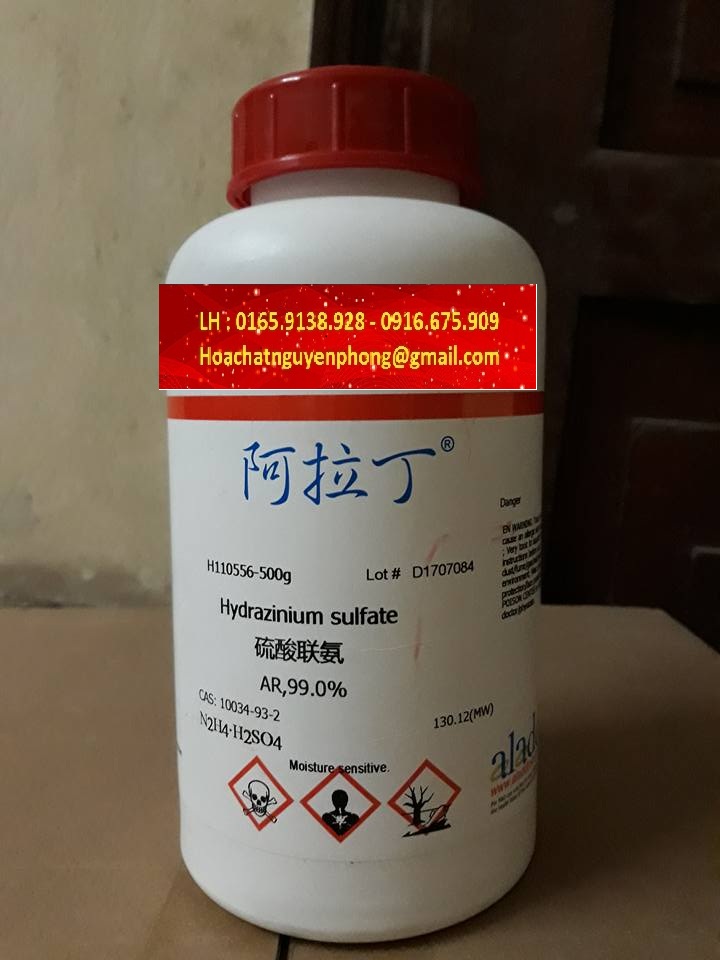 LH : 0165.9138.928 - 0916.675.909
Hoachatnguyenphong@gmail.com
阿拉丁®
Danger
H110556-500g
Lot # D1707084
Hydrazinium sulfate
硫酸联氨
AR,99.0%
CAS: 10034-93-2
130.12(MW)
N2H4·H2SO4
Moisture sensitive.